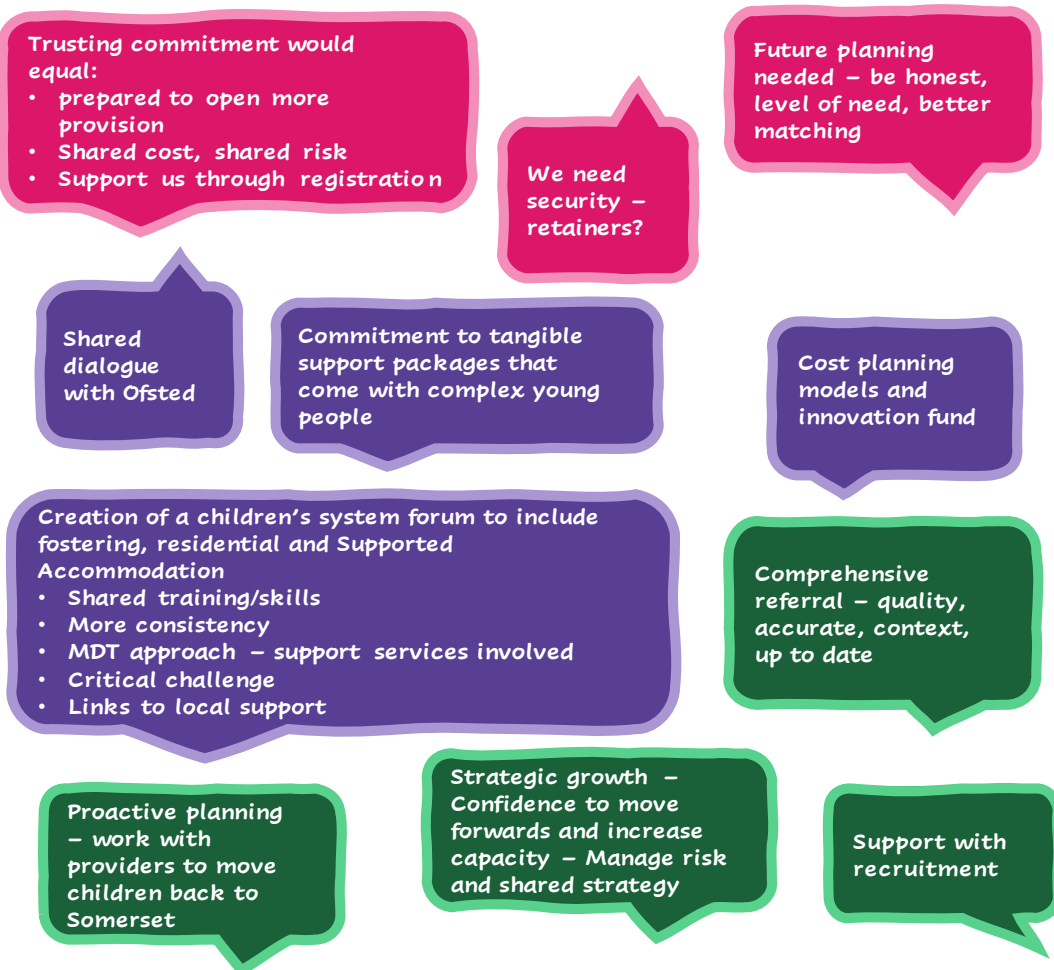 Trusting commitment would
equal:
• prepared to open more
provision
• Shared cost, shared risk
• Support us through registration
We need
security –
retainers?
Future planning
needed – be honest,
level of need, better
matching
Shared
dialogue
with Ofsted
Commitment to tangible
support packages that
come with complex young
people
Cost planning
models and
innovation fund
Creation of a children’s system forum to include
fostering, residential and Supported
Accommodation
• Shared training/skills
• More consistency
• MDT approach – support services involved
• Critical challenge
• Links to local support
Comprehensive
referral – quality,
accurate, context,
up to date
Proactive planning
– work with
providers to move
children back to
Somerset
Strategic growth –
Confidence to move
forwards and increase
capacity – Manage risk
and shared strategy
Support with
recruitment